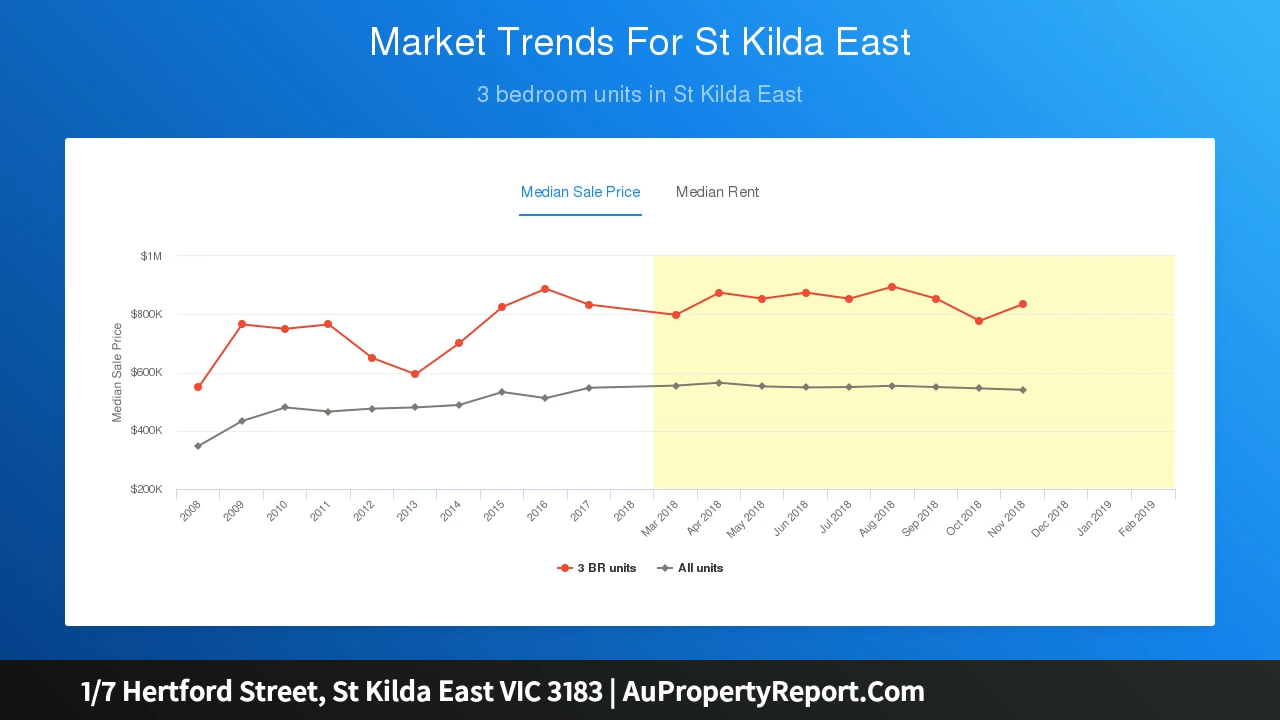 Market Trends For St Kilda East
3 bedroom units in St Kilda East
Median Sale Price Median Rent
$1M
$800K
$600K
$400K
$200K
Median Sale Price
2008 2009 2010 2011 2012 2013 2014 2015 2016 2017 2018 Mar 2018 Apr 2018 May 2018 Jun 2018 Jul 2018 Aug 2018 Sep 2018 Oct 2018 Nov 2018 Dec 2018 Jan 2019 Feb 2019
3 BR units All units
1/7 Hertford Street, St Kilda East VIC 3183 | AuPropertyReport.Com